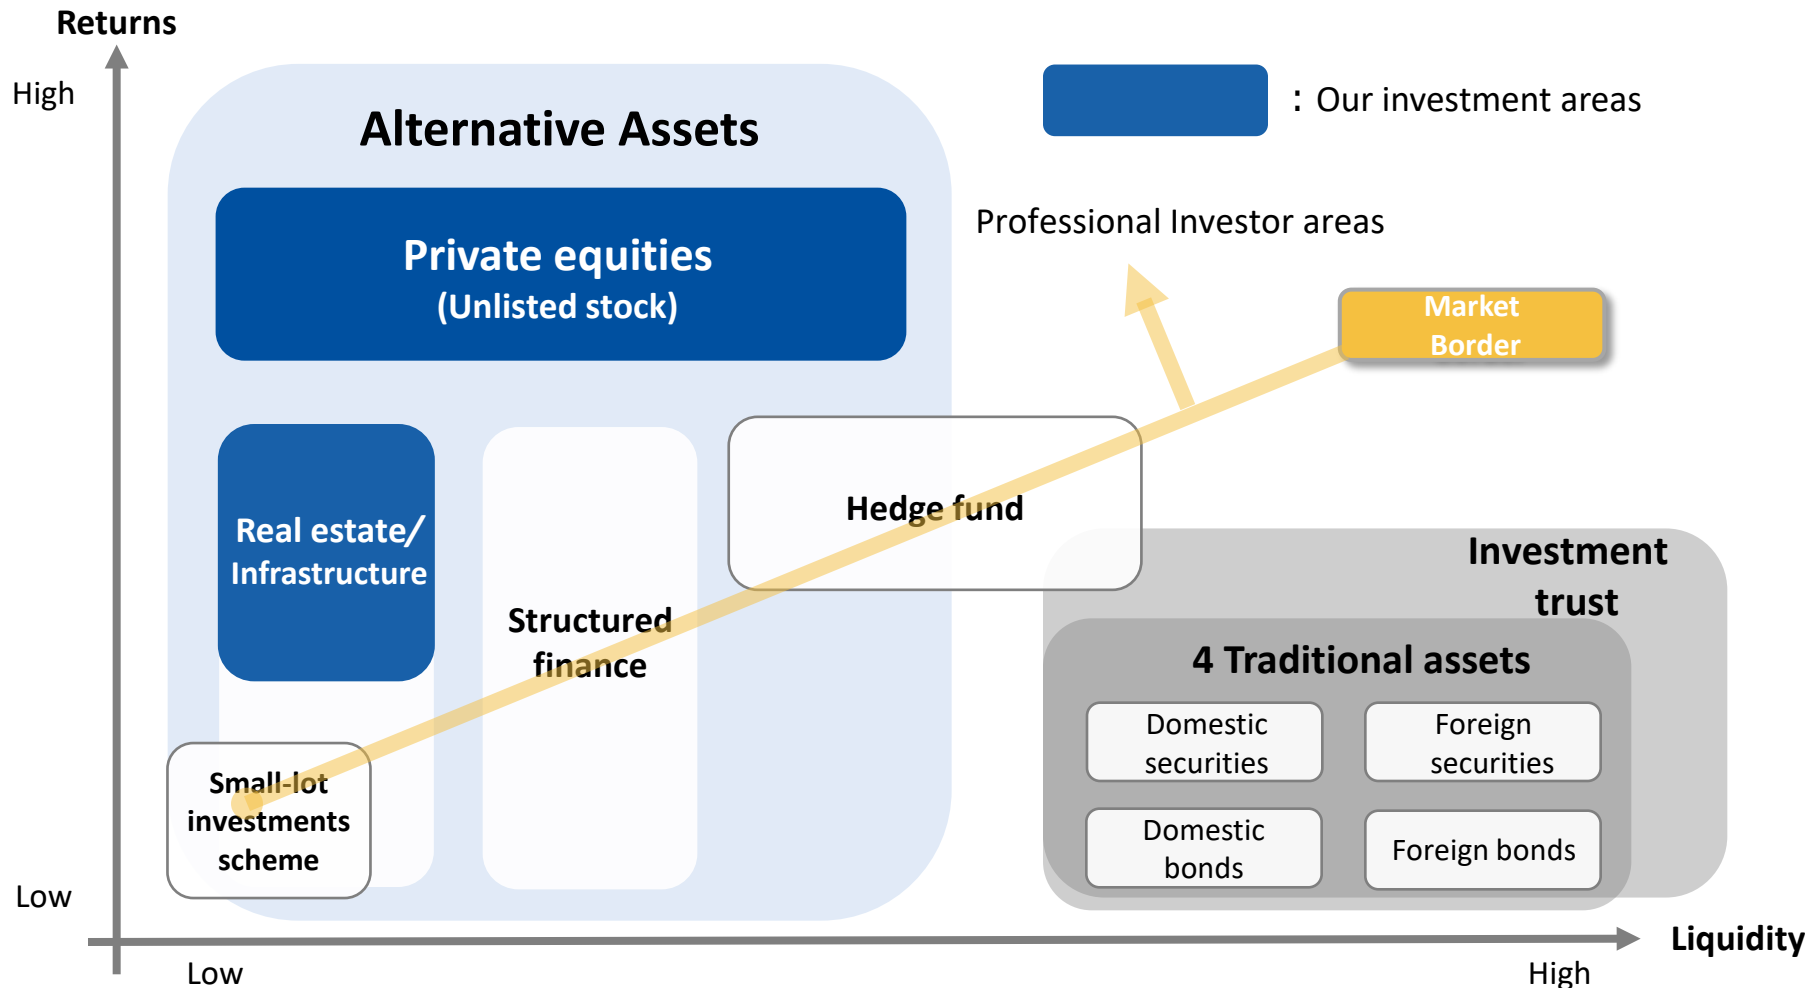 Returns
High
Alternative Assets
: Our investment areas
Private equities
(Unlisted stock)
Professional Investor areas
Market
Border
Real estate/
Infrastructure
Structured
finance
Hedge fund
Investment
trust
4 Traditional assets
Domestic
securities
Foreign
securities
Domestic
bonds
Foreign bonds
Small-lot
investments
scheme
Low
Liquidity
Low
High